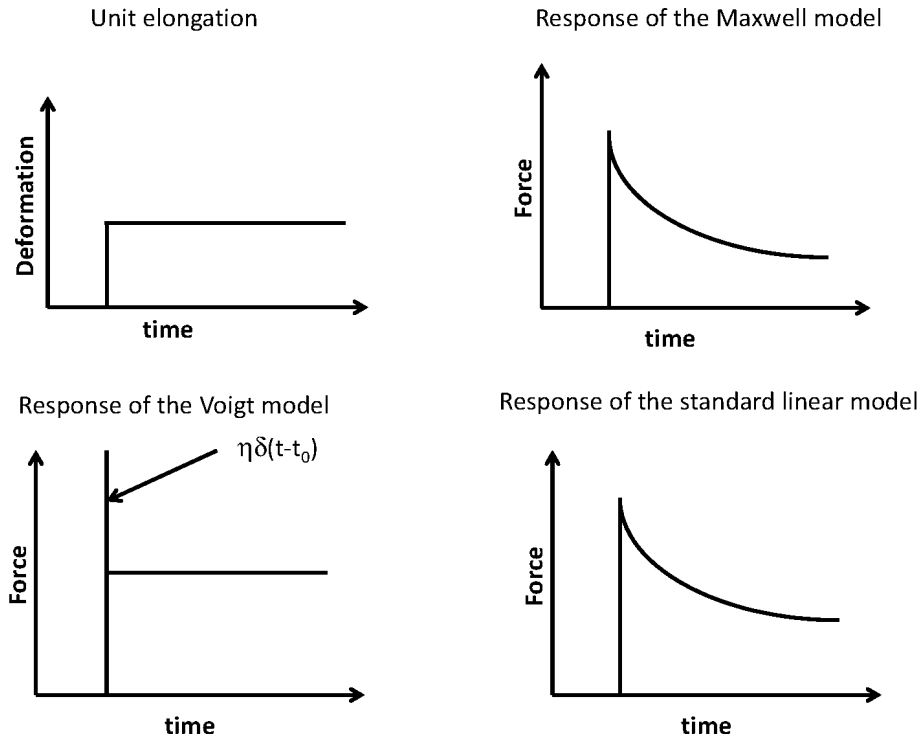 Unit elongation
Deformation
time
Response of the Maxwell model
Force
time
Response of the Voigt model
ηδ(t-t₀)
Force
time
Response of the standard linear model
Force
time